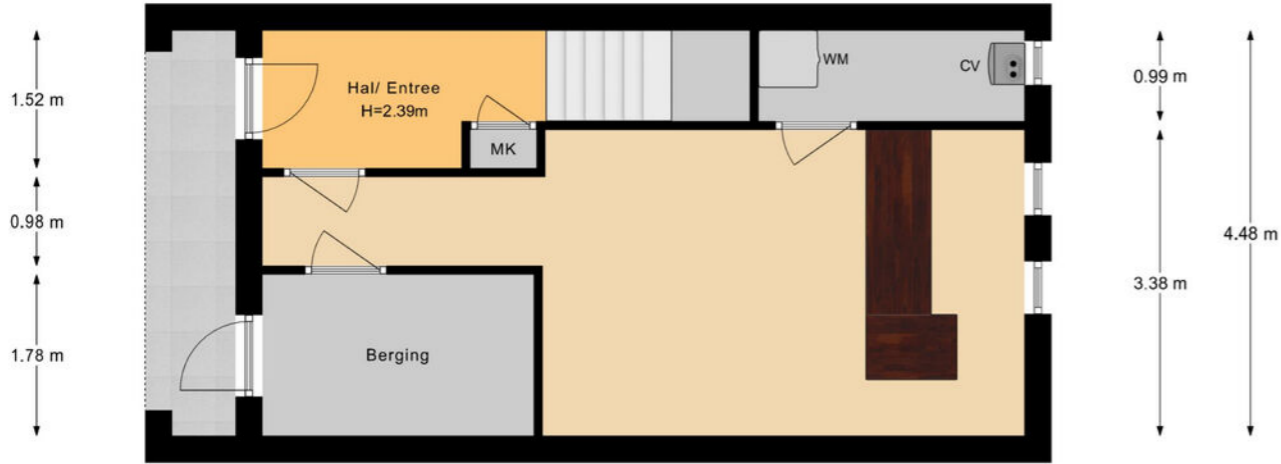 1.52 m
0.98 m
1.78 m
Hal/ Entree
H=2.39m
MK
Berging
WM
CV
0.99 m
3.38 m
4.48 m